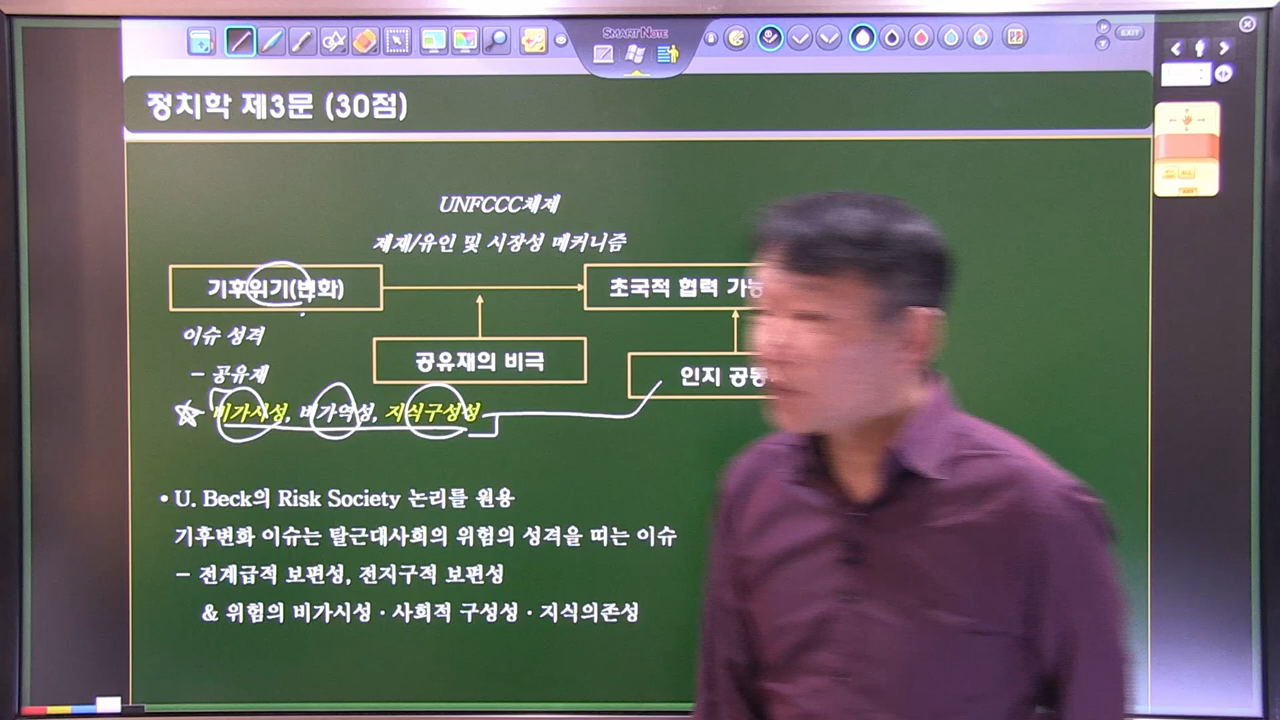 SMART NOTE
EXIT
정치학 제3문 (30점)
UNFCCC체제
제재/유인 및 시장성 메커니즘
기후위기(변화)
초국적 협력 가능
이슈 성격
공유재의 비극
인지 공동
- 공유재
- 비가시성, 비가역성, 지식구성성
• U. Beck의 Risk Society 논리를 원용
기후변화 이슈는 탈근대사회의 위험의 성격을 띠는 이슈
- 전계급적 보편성, 전지구적 보편성
& 위험의 비가시성 · 사회적 구성성 · 지식의존성